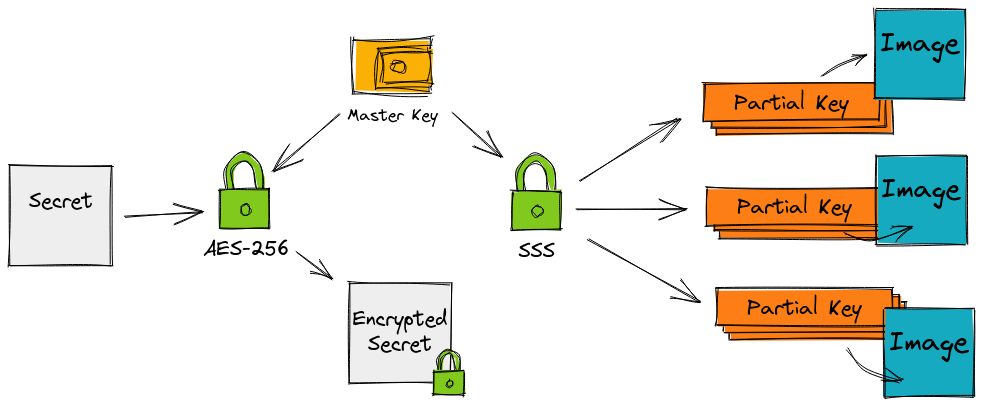 Secret
AES-256
Master Key
Encrypted
Secret
SSS
Partial Key
Image
Partial Key
Image
Partial Key
Image